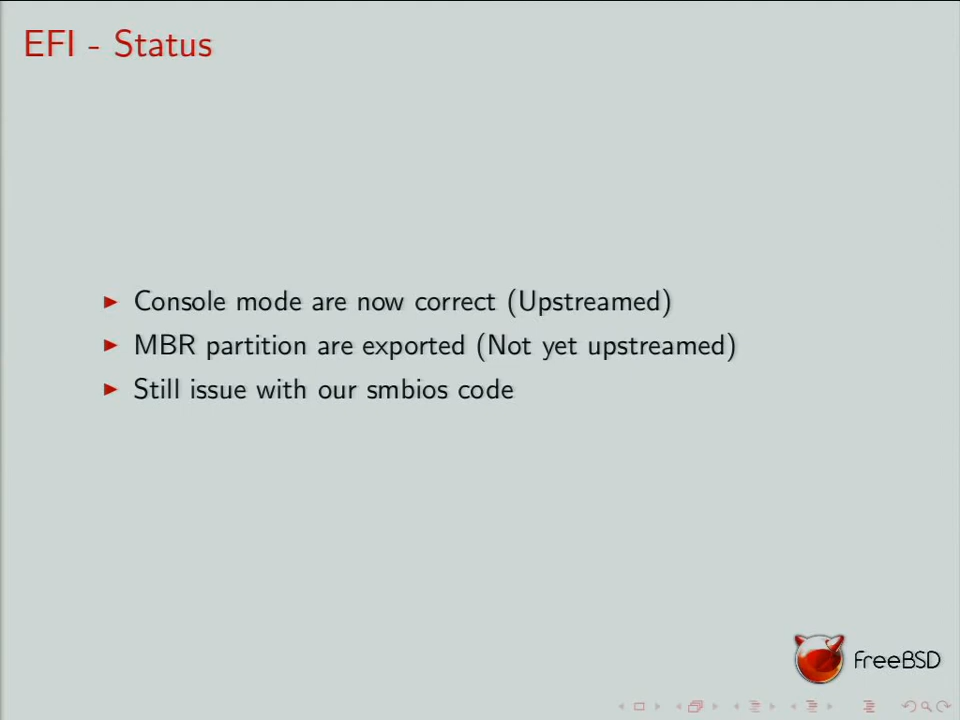 EFI - Status
Console mode are now correct (Upstreamed)
MBR partition are exported (Not yet upstreamed)
Still issue with our smbios code
FreeBSD